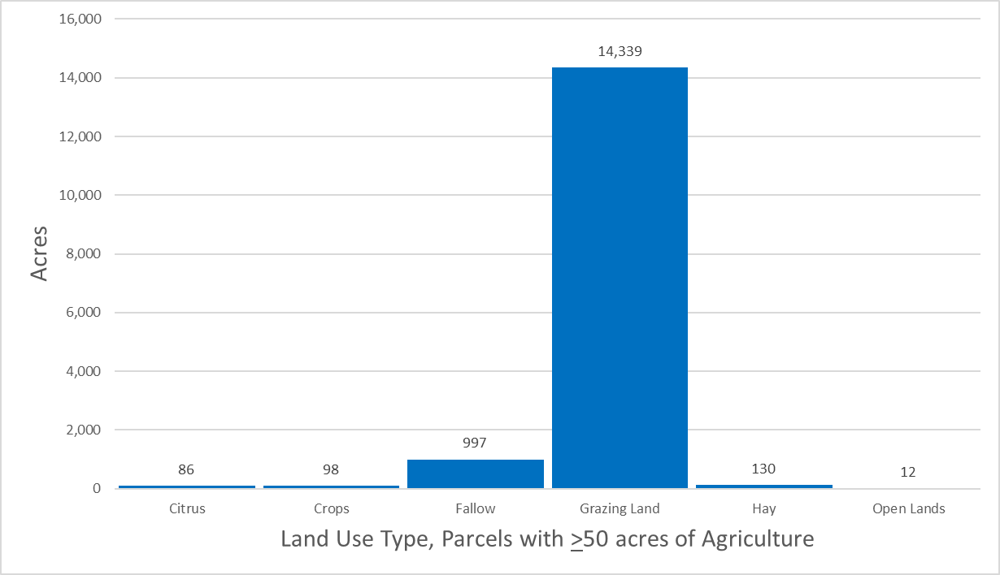 16,000
14,000
12,000
10,000
8,000
6,000
4,000
2,000
0
Acres
86
98
997
14,339
130
12
Citrus
Crops
Fallow
Grazing Land
Hay
Open Lands
Land Use Type, Parcels with >50 acres of Agriculture